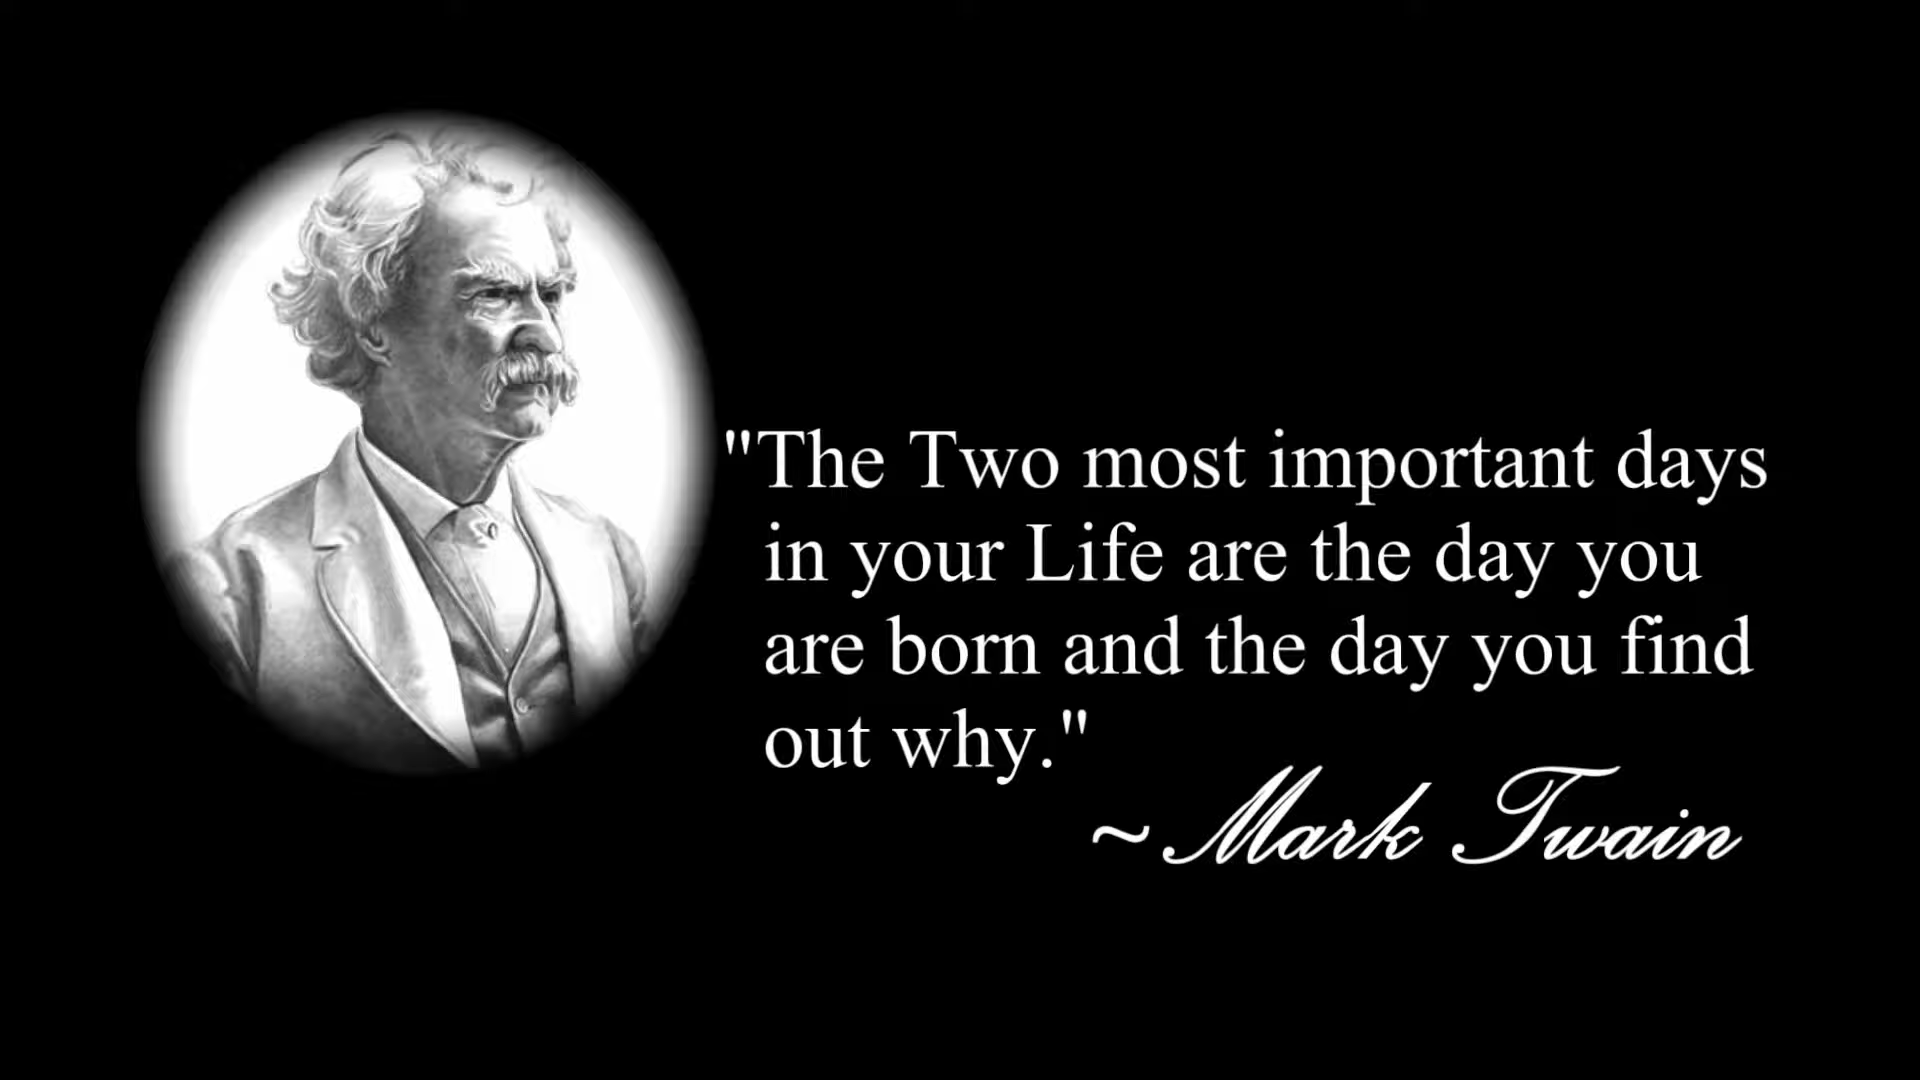 "The Two most important days
in your Life are the day you
are born and the day you find
out why."
~Mark Twain